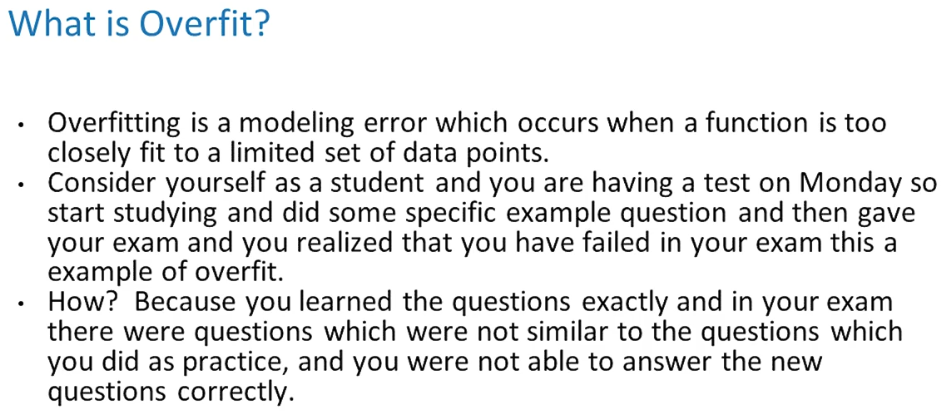 What is Overfit?
• Overfitting is a modeling error which occurs when a function is too
closely fit to a limited set of data points.
• Consider yourself as a student and you are having a test on Monday so
start studying and did some specific example question and then gave
your exam and you realized that you have failed in your exam this a
example of overfit.
• How?  Because you learned the questions exactly and in your exam
there were questions which were not similar to the questions which
you did as practice, and you were not able to answer the new
questions correctly.